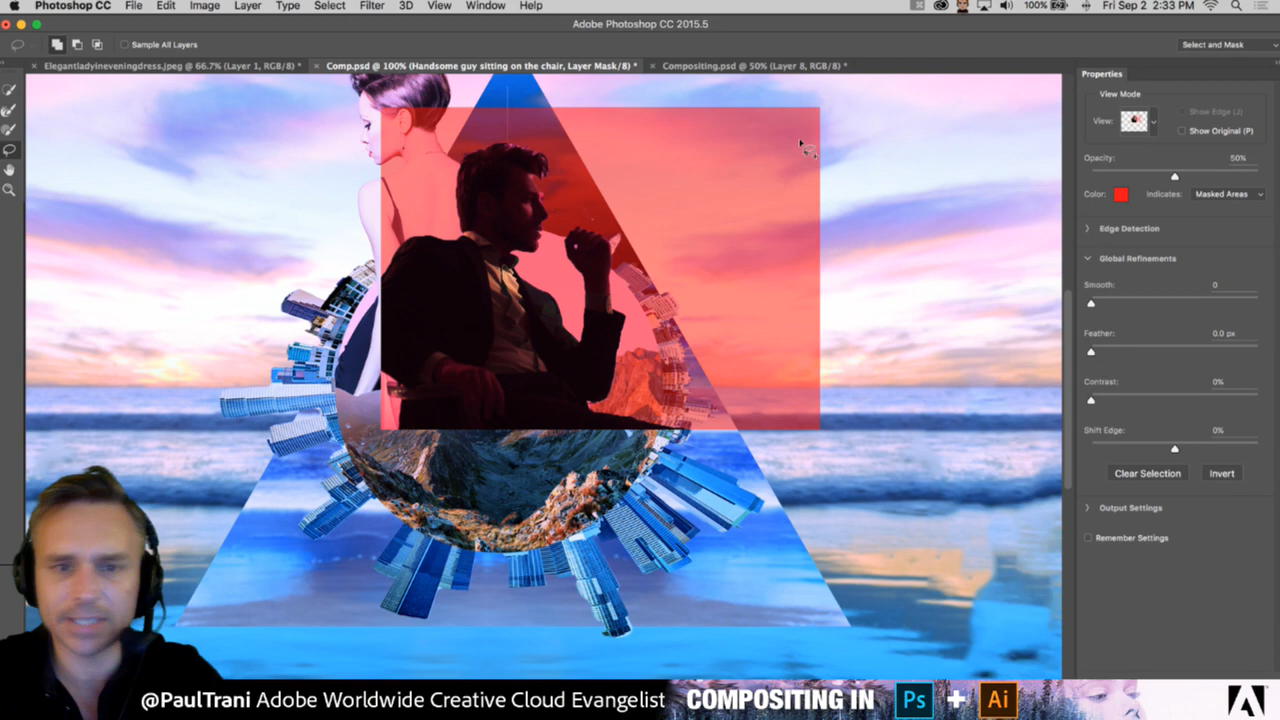 Photoshop CC File Edit Image Layer Type Select Filter 3D View Window Help 100% Fri Sep 2 2:33 PM
Adobe Photoshop CC 2015.5
Sample All Layers Select and Mask
Elegantladyineveningdress.jpeg @ 66.7% (Layer 1, RGB/8) * Comp.psd @ 100% (Handsome guy sitting on the chair, Layer Mask/8) * Compositing.psd @ 50% (Layer 8, RGB/8) *
Properties
View Mode
View: Show Edge (J)
Show Original (P)
Opacity: 50%
Color: Indicates: Masked Areas
Edge Detection
Global Refinements
Smooth: 0
Feather: 0.0 px
Contrast: 0%
Shift Edge: 0%
Clear Selection Invert
Output Settings
Remember Settings
@PaulTrani Adobe Worldwide Creative Cloud Evangelist COMPOSITING IN Ps + Ai